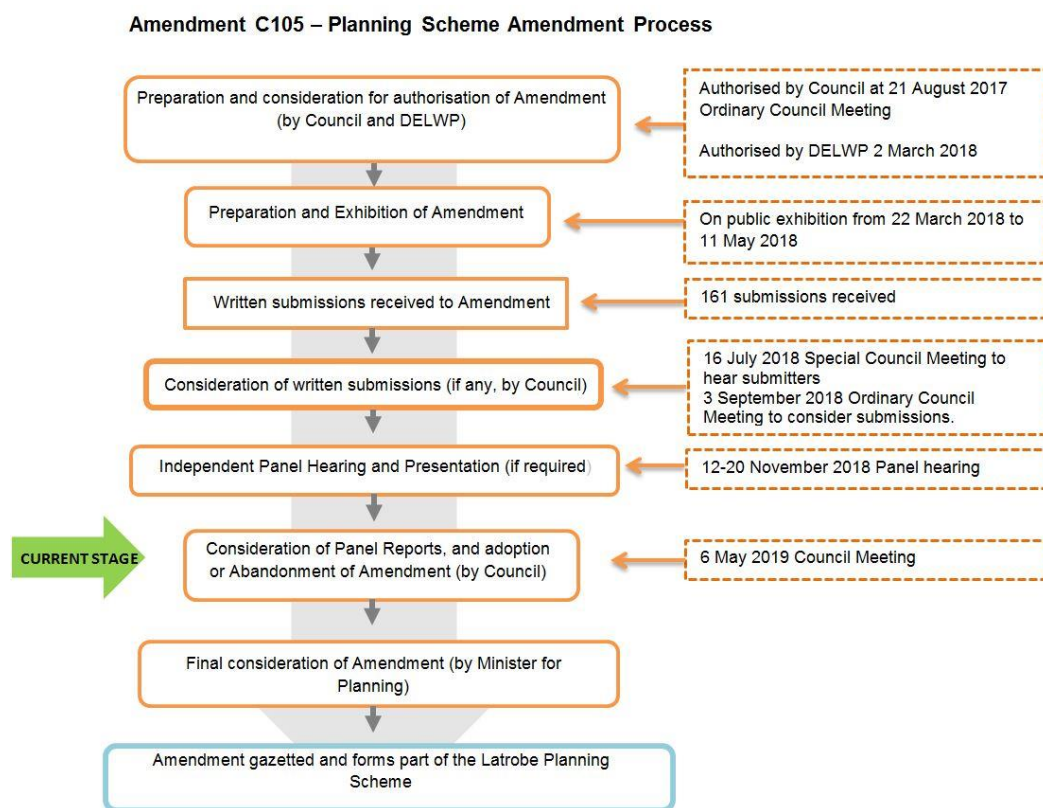 Amendment C105 – Planning Scheme Amendment Process
Preparation and consideration for authorisation of Amendment
(by Council and DELWP)
Authorised by Council at 21 August 2017
Ordinary Council Meeting
Authorised by DELWP 2 March 2018
Preparation and Exhibition of Amendment
On public exhibition from 22 March 2018 to
11 May 2018
Written submissions received to Amendment
161 submissions received
Consideration of written submissions (if any, by Council)
16 July 2018 Special Council Meeting to
hear submitters
3 September 2018 Ordinary Council
Meeting to consider submissions.
Independent Panel Hearing and Presentation (if required)
12-20 November 2018 Panel hearing
CURRENT STAGE
Consideration of Panel Reports, and adoption
or Abandonment of Amendment (by Council)
6 May 2019 Council Meeting
Final consideration of Amendment (by Minister for
Planning)
Amendment gazetted and forms part of the Latrobe Planning
Scheme